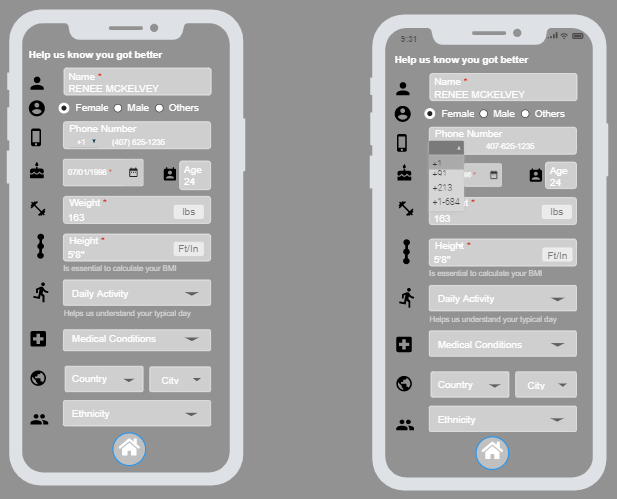 Help us know you got better
Name *
RENEE MCKELVEY
Female Male Others
Phone Number
+1 (407) 625-1235
07/01/1996 *
Age
24
Weight *
163
lbs
Height *
5'8"
Ft/In
Is essential to calculate your BMI
Daily Activity
Helps us understand your typical day
Medical Conditions
Country
City
Ethnicity
Help us know you got better
Name *
RENEE MCKELVEY
Female Male Others
Phone Number
407-625-1235
+1
+91
+213
+1-684
Age
24
163
lbs
Height *
5'8"
Ft/In
Is essential to calculate your BMI
Daily Activity
Helps us understand your typical day
Medical Conditions
Country
City
Ethnicity